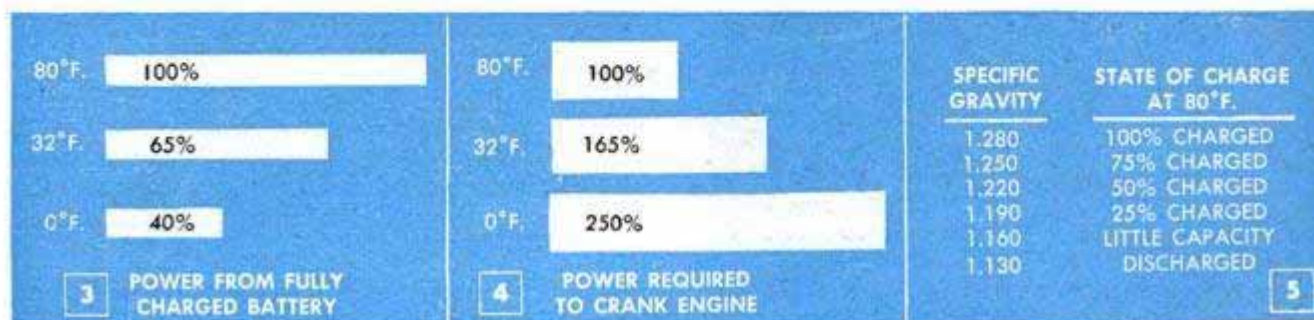 80°F. 100%
32°F. 65%
0°F. 40%
3 POWER FROM FULLY
CHARGED BATTERY
80°F. 100%
32°F. 165%
0°F. 250%
4 POWER REQUIRED
TO CRANK ENGINE
SPECIFIC STATE OF CHARGE
GRAVITY AT 80°F.
1.280 100% CHARGED
1.250 75% CHARGED
1.220 50% CHARGED
1.190 25% CHARGED
1.160 LITTLE CAPACITY
1.130 DISCHARGED
5